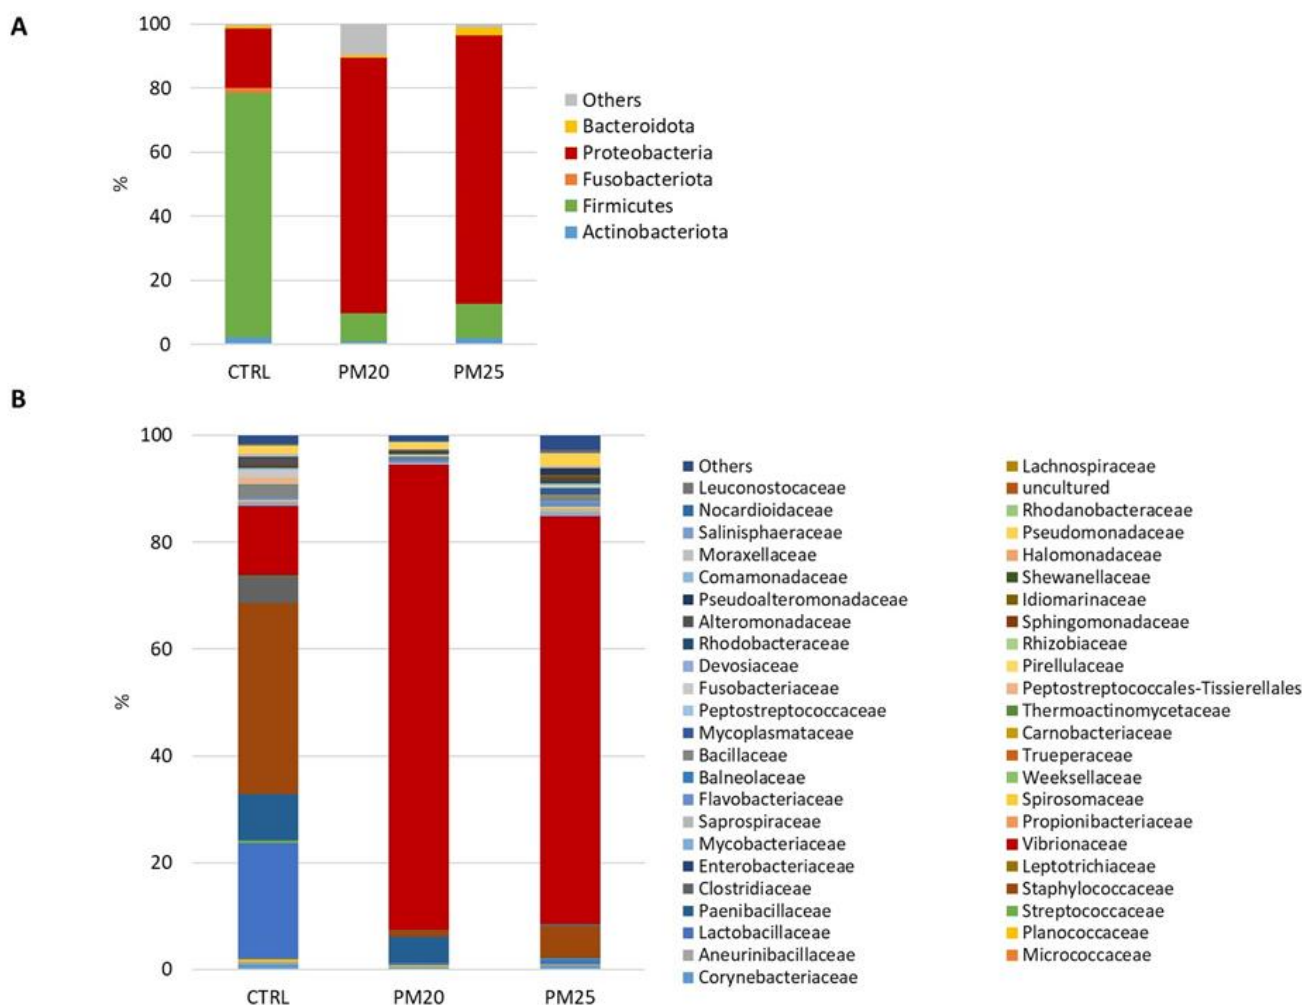 A
100
80
60
40
20
0
%
CTRL PM20 PM25
Others
Bacteroidota
Proteobacteria
Fusobacteriota
Firmicutes
Actinobacteriota
B
100
80
60
40
20
0
%
CTRL PM20 PM25
Others Lachnospiraceae
Leuconostocaceae uncultured
Nocardioidaceae Rhodanobacteraceae
Salinisphaeraceae Pseudomonadaceae
Moraxellaceae Halomonadaceae
Comamonadaceae Shewanellaceae
Pseudoalteromonadaceae Idiomarinaceae
Alteromonadaceae Sphingomonadaceae
Rhodobacteraceae Rhizobiaceae
Devosiaceae Pirellulaceae
Fusobacteriaceae Peptostreptococcales-Tissierellales
Peptostreptococcaceae Thermoactinomycetaceae
Mycoplasmataceae Carnobacteriaceae
Bacillaceae Trueperaceae
Balneolaceae Weeksellaceae
Flavobacteriaceae Spirosomaceae
Saprospiraceae Propionibacteriaceae
Mycobacteriaceae Vibrionaceae
Enterobacteriaceae Leptotrichiaceae
Clostridiaceae Staphylococcaceae
Paenibacillaceae Streptococcaceae
Lactobacillaceae Planococcaceae
Aneurinibacillaceae Micrococcaceae
Corynebacteriaceae